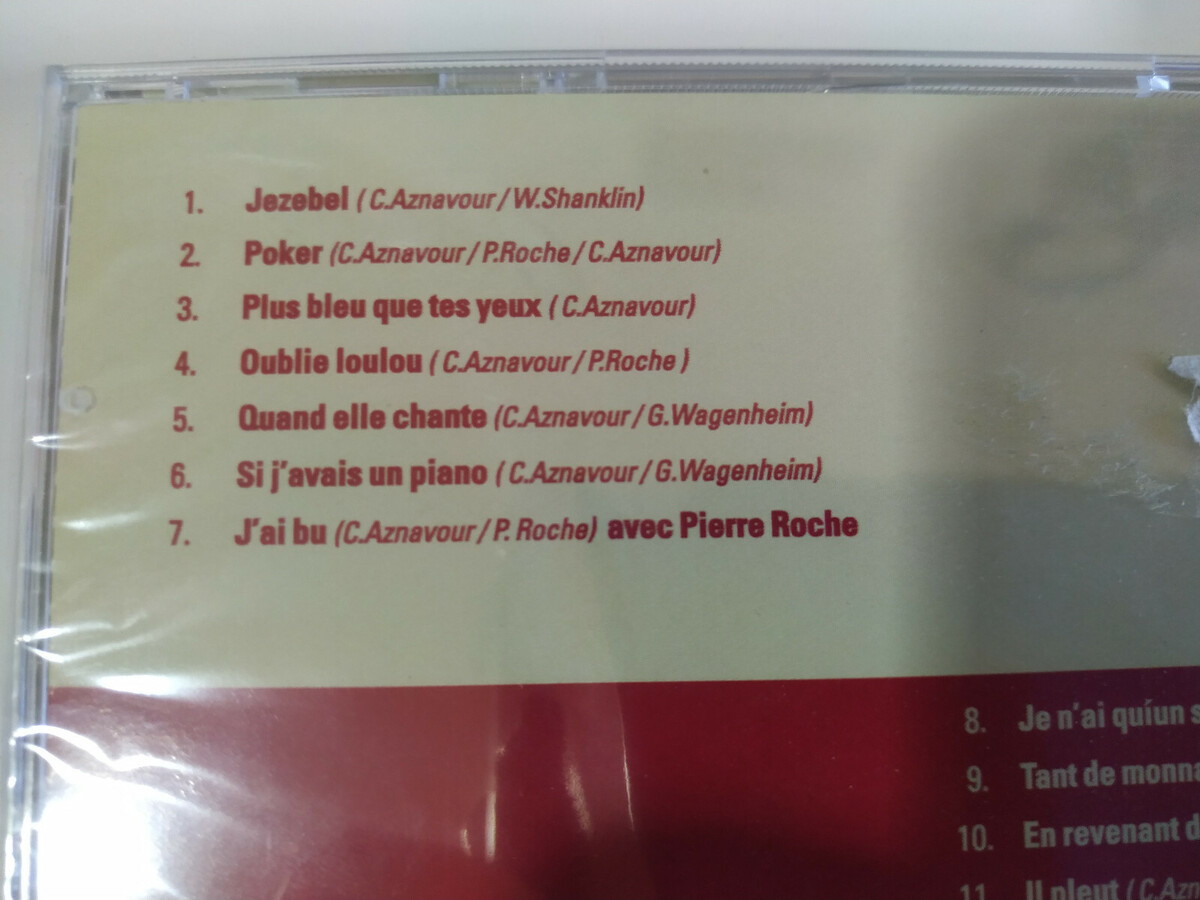 1. Jezebel ( C.Aznavour / W.Shanklin)
2. Poker (C.Aznavour / P.Roche / C.Aznavour)
3. Plus bleu que tes yeux ( C.Aznavour)
4. Oublie loulou ( C.Aznavour / P.Roche )
5. Quand elle chante (C.Aznavour / G.Wagenheim)
6. Si j'avais un piano ( C.Aznavour / G.Wagenheim)
7. J'ai bu (C.Aznavour / P. Roche) avec Pierre Roche
8. Je n'ai quíun
9. Tant de
10. En revenant
11. Il pleut (